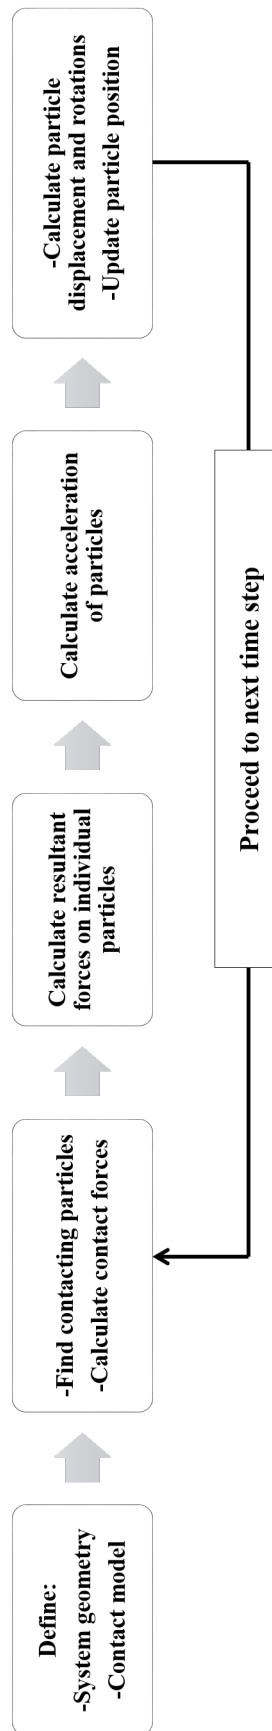 Define:
-System geometry
-Contact model
-Find contacting particles
-Calculate contact forces
Calculate resultant
forces on individual
particles
Calculate acceleration
of particles
-Calculate particle
displacement and rotations
-Update particle position
Proceed to next time step